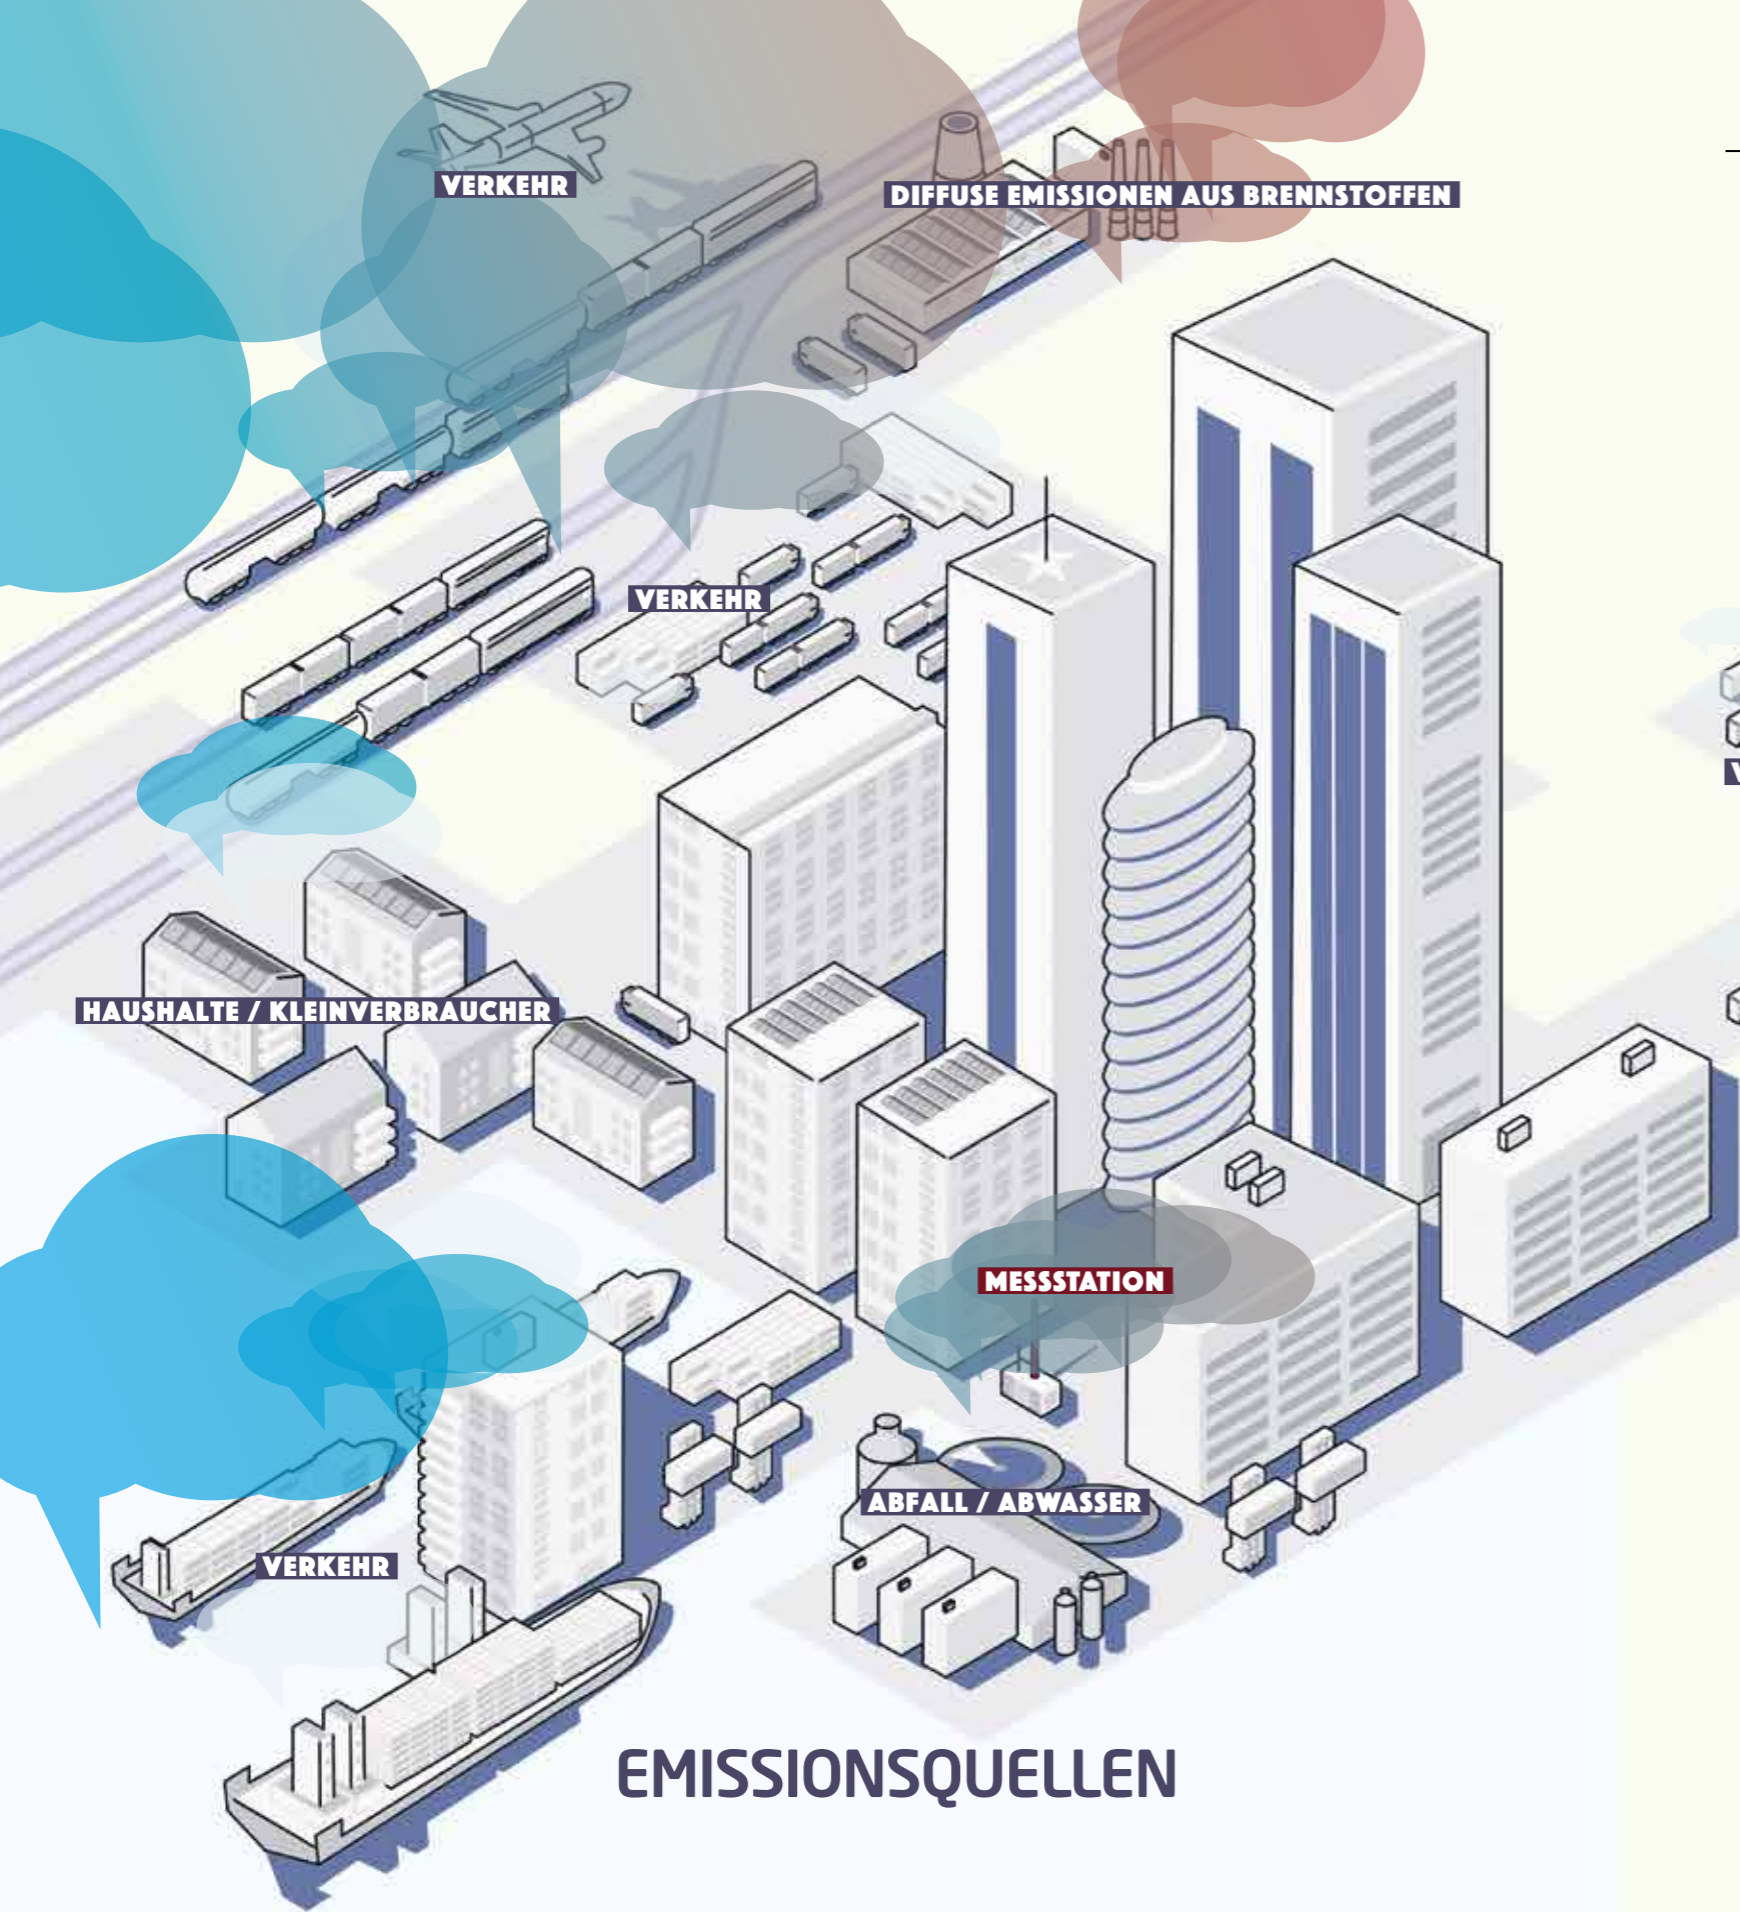 VERKEHR
DIFFUSE EMISSIONEN AUS BRENNSTOFFEN
VERKEHR
HAUSHALTE / KLEINVERBRAUCHER
MESSSTATION
ABFALL / ABWASSER
VERKEHR
EMISSIONSQUELLEN